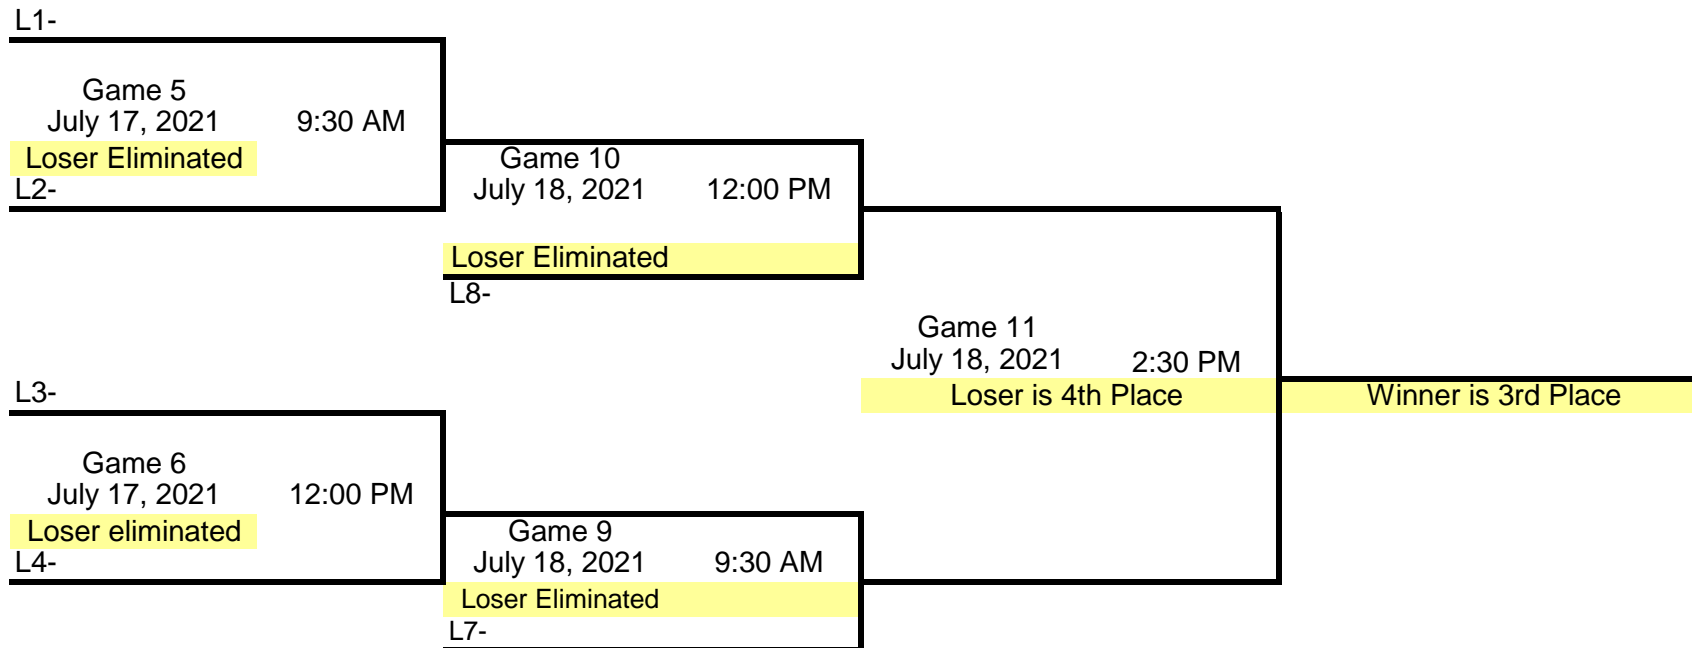 L1-
Game 5
July 17, 2021 9:30 AM
Loser Eliminated
L2-
Game 10
July 18, 2021 12:00 PM
Loser Eliminated
L8-
Game 11
July 18, 2021 2:30 PM
Loser is 4th Place Winner is 3rd Place
L3-
Game 6
July 17, 2021 12:00 PM
Loser eliminated
L4-
Game 9
July 18, 2021 9:30 AM
Loser Eliminated
L7-